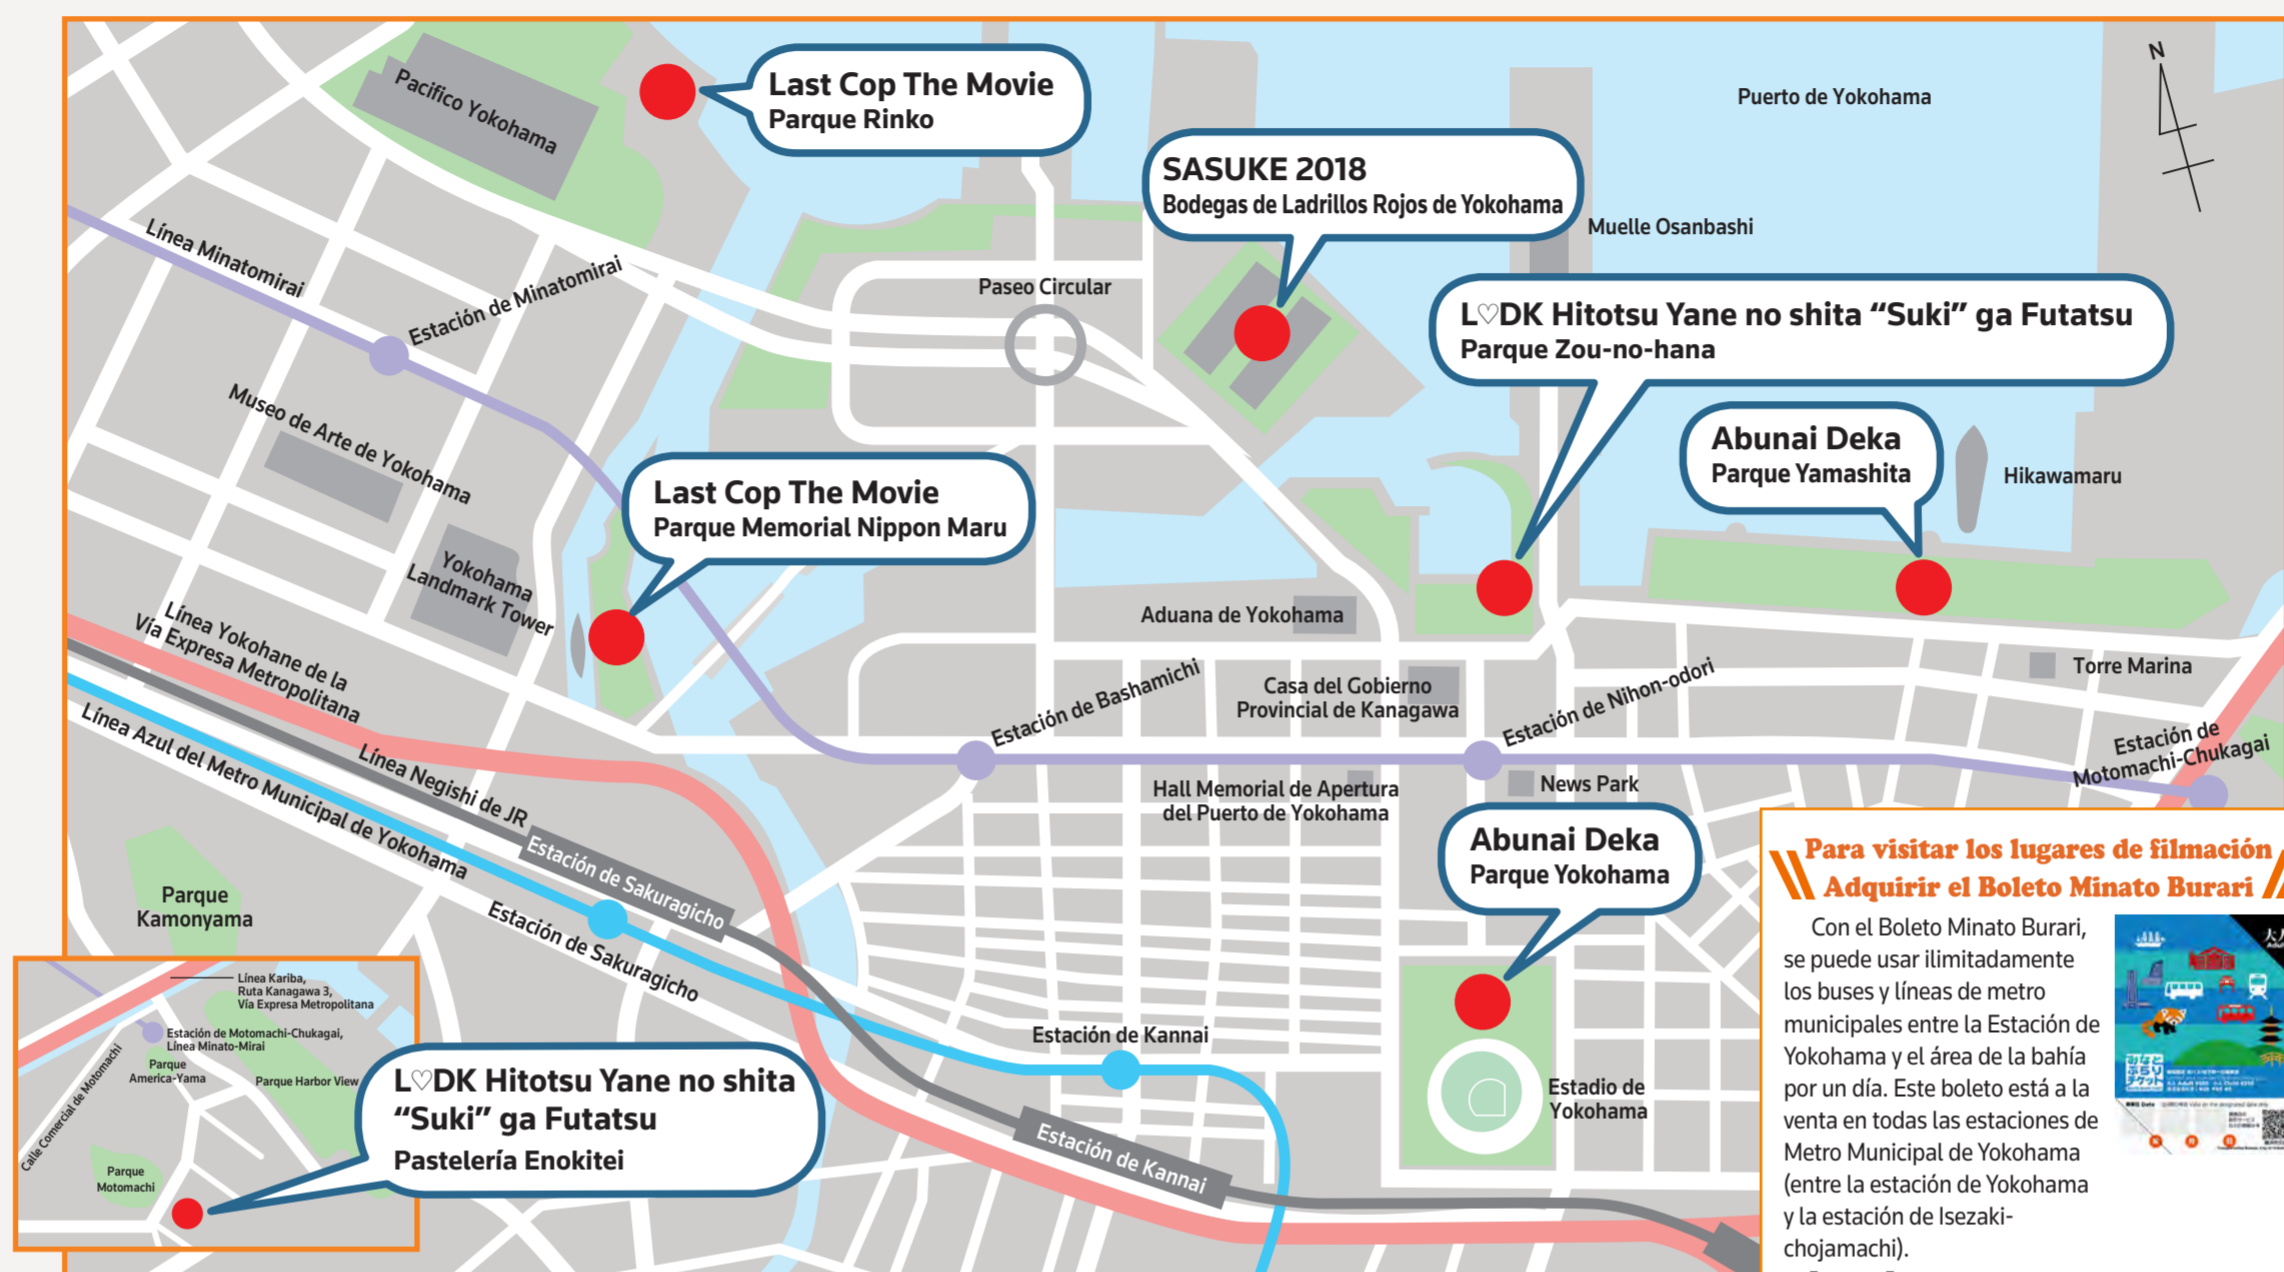 Pacifico Yokohama
Last Cop The Movie
Parque Rinko
Puerto de Yokohama
N
SASUKE 2018
Bodegas de Ladrillos Rojos de Yokohama
Muelle Osanbashi
Línea Minatomirai
Estación de Minatomirai
Paseo Circular
L♡DK Hitotsu Yane no shita “Suki” ga Futatsu
Parque Zou-no-hana
Museo de Arte de Yokohama
Abunai Deka
Parque Yamashita
Hikawamaru
Last Cop The Movie
Parque Memorial Nippon Maru
Yokohama
Landmark Tower
Aduana de Yokohama
Línea Yokohane de la
Vía Expresa Metropolitana
Torre Marina
Casa del Gobierno
Provincial de Kanagawa
Estación de Bashamichi
Estación de Nihon-odori
Estación de
Motomachi-Chukagai
Línea Azul del Metro Municipal de Yokohama
Línea Negishi de JR
Hall Memorial de Apertura
del Puerto de Yokohama
News Park
Abunai Deka
Parque Yokohama
Estación de Sakuragicho
Estación de Sakuragicho
Parque
Kamonyama
Estación de Kannai
Estación de Kannai
Estadio de
Yokohama
Línea Kariba,
Ruta Kanagawa 3,
Vía Expresa Metropolitana
Estación de Motomachi-Chukagai,
Línea Minato-Mirai
Parque
America-Yama
Parque Harbor View
Calle Comercial de Motomachi
Parque
Motomachi
L♡DK Hitotsu Yane no shita
“Suki” ga Futatsu
Pastelería Enokitei
Para visitar los lugares de filmación
Adquirir el Boleto Minato Burari
Con el Boleto Minato Burari,
se puede usar ilimitadamente
los buses y líneas de metro
municipales entre la Estación de
Yokohama y el área de la bahía
por un día. Este boleto está a la
venta en todas las estaciones de
Metro Municipal de Yokohama
(entre la estación de Yokohama
y la estación de Isezaki-
chojamachi).
みなと
ぶらり
チケット